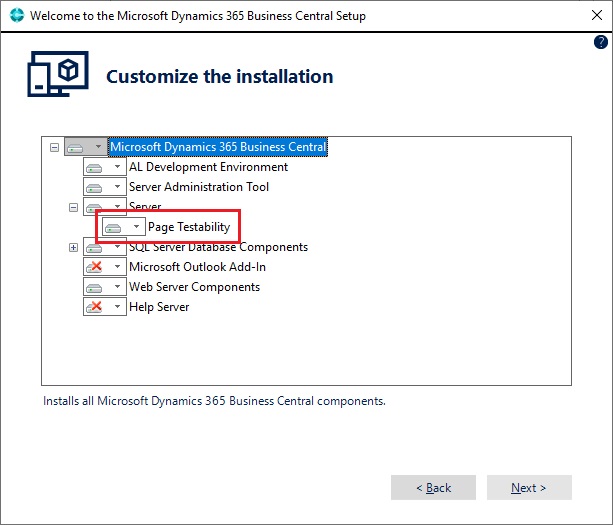 Welcome to the Microsoft Dynamics 365 Business Central Setup
?
Customize the installation
Microsoft Dynamics 365 Business Central
AL Development Environment
Server Administration Tool
Server
Page Testability
SQL Server Database Components
Microsoft Outlook Add-In
Web Server Components
Help Server
Installs all Microsoft Dynamics 365 Business Central components.
< Back
Next >